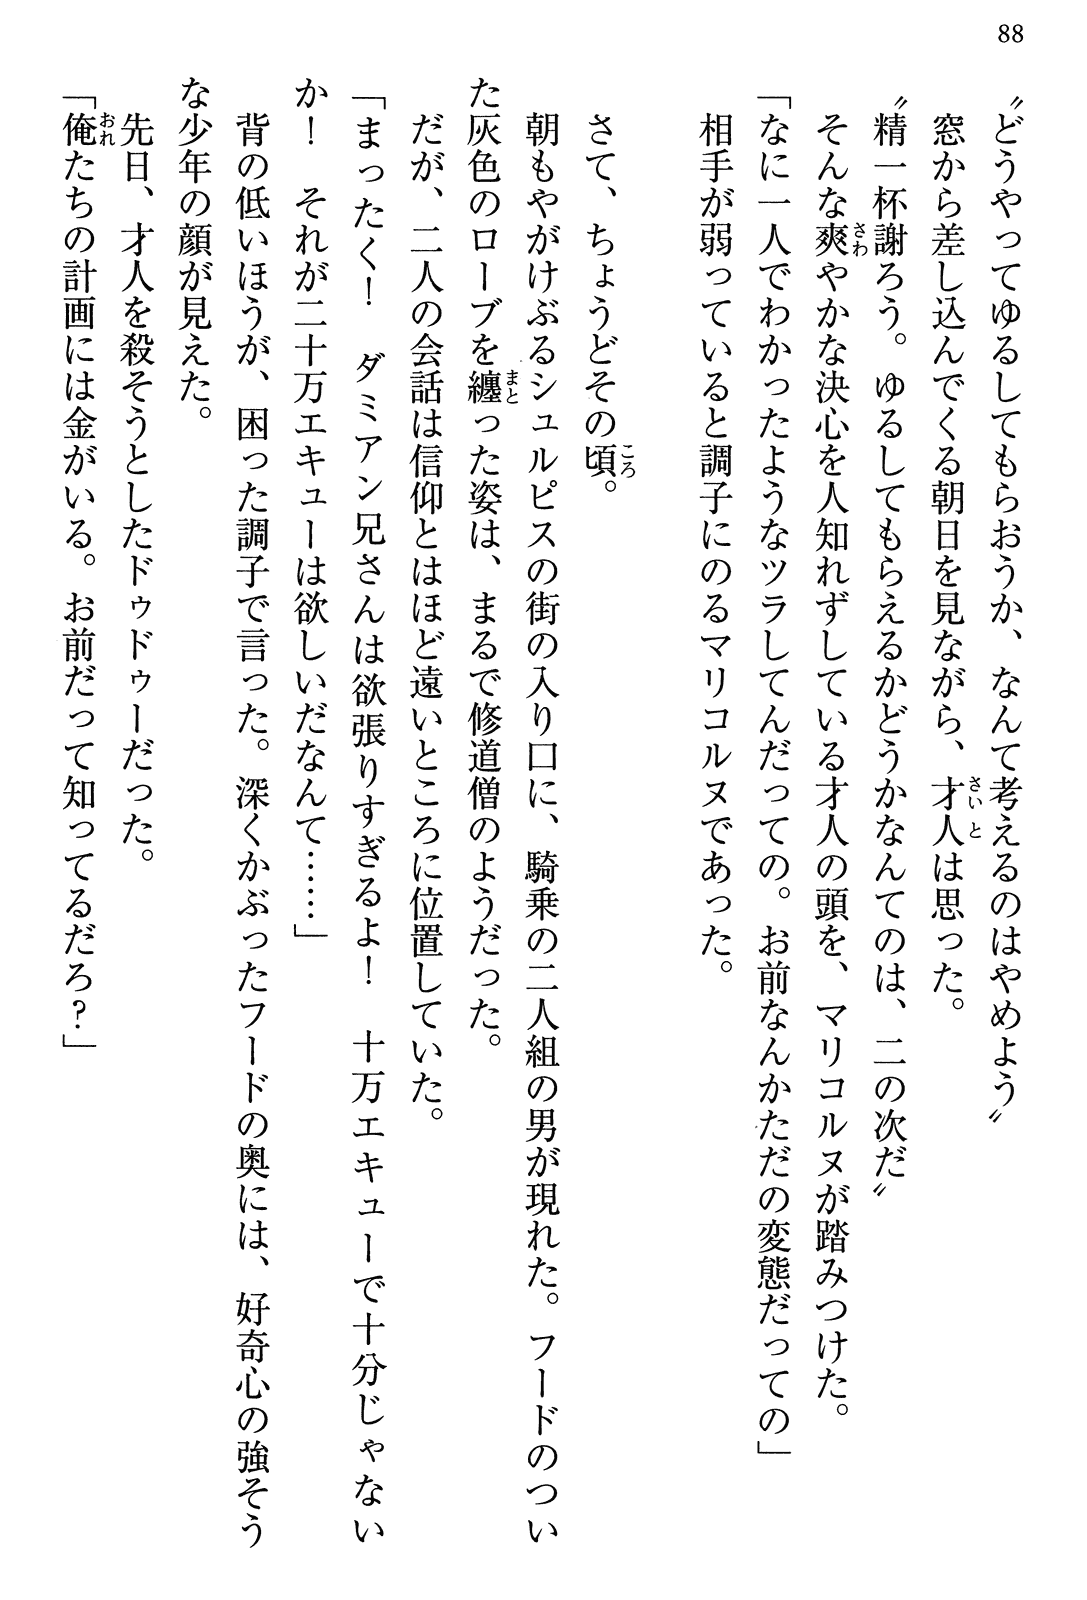 88
〝どうやってゆるしてもらおうか、なんて考えるのはやめよう〟
窓から差し込んでくる朝日を見ながら、才人は思った。
〝精一杯謝ろう。ゆるしてもらえるかどうかなんてのは、二の次だ〟
そんな爽やかな決心を人知れずしている才人の頭を、マリコルヌが踏みつけた。
「なに一人でわかったようなツラしてんだっての。お前なんかただの変態だっての」
相手が弱っていると調子にのるマリコルヌであった。
さて、ちょうどその頃。
朝もやがけぶるシュルピスの街の入り口に、騎乗の二人組の男が現れた。フードのつい
た灰色のローブを纏った姿は、まるで修道僧のようだった。
だが、二人の会話は信仰とはほど遠いところに位置していた。
「まったく！　ダミアン兄さんは欲張りすぎるよ！　十万エキューで十分じゃない
か！　それが二十万エキューは欲しいだなんて……」
背の低いほうが、困った調子で言った。深くかぶったフードの奥には、好奇心の強そう
な少年の顔が見えた。
先日、才人を殺そうとしたドゥドゥーだった。
「俺たちの計画には金がいる。お前だって知ってるだろ？」